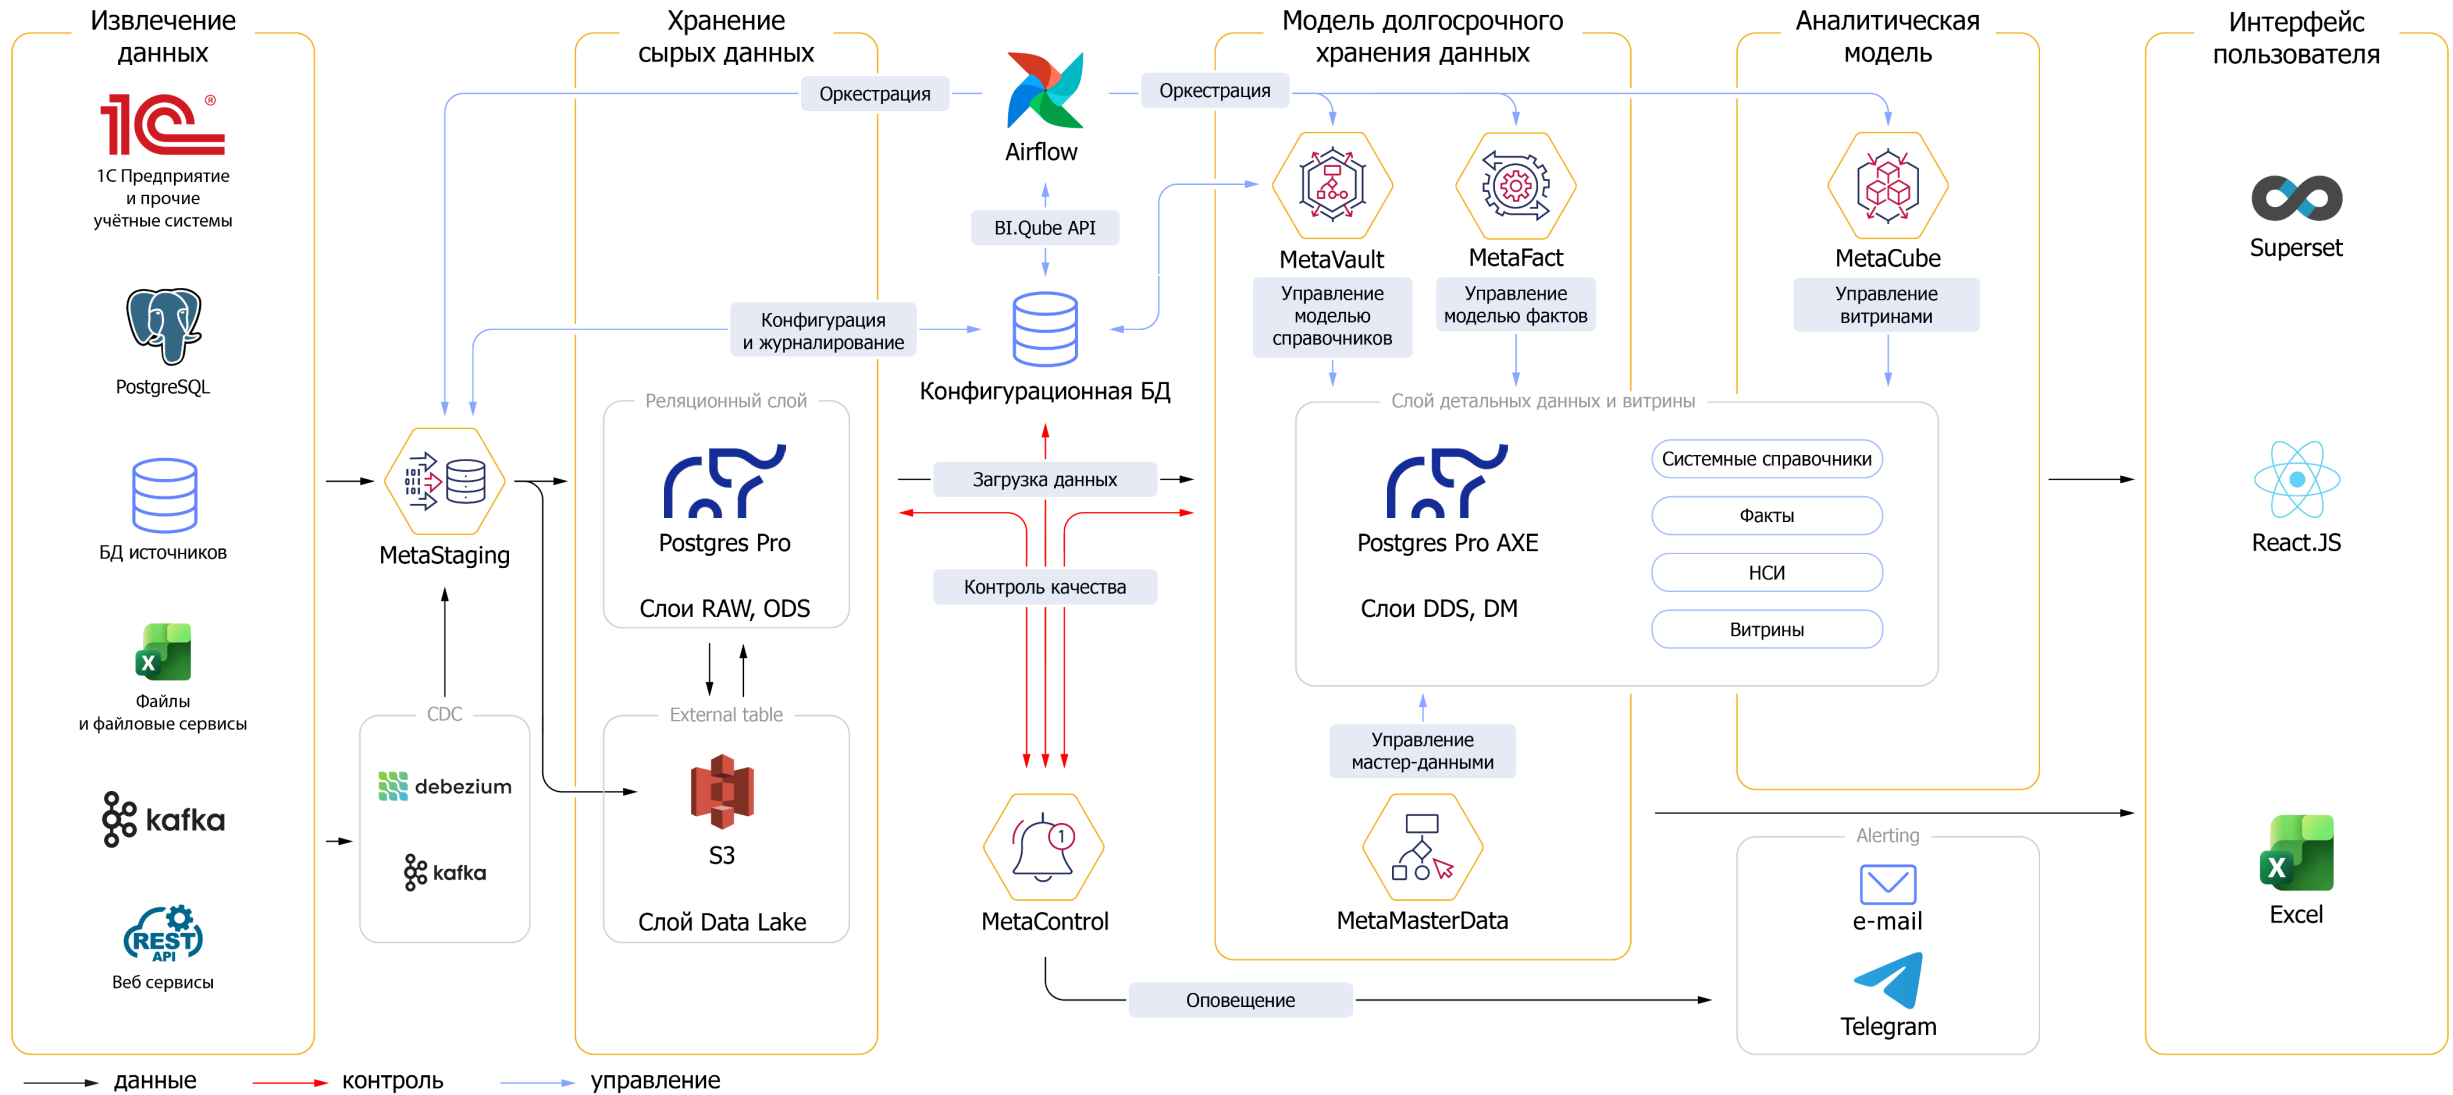 Извлечение
данных
1С
®
1С Предприятие
и прочие
учётные системы
PostgreSQL
БД источников
X
Файлы
и файловые сервисы
kafka
REST
API
Веб сервисы
MetaStaging
CDC
debezium
kafka
Хранение
сырых данных
Оркестрация
Конфигурация
и журналирование
Реляционный слой
Postgres Pro
Слои RAW, ODS
External table
S3
Слой Data Lake
Airflow
BI.Qube API
Конфигурационная БД
Загрузка данных
Контроль качества
1
MetaControl
Оповещение
Модель долгосрочного
хранения данных
Оркестрация
MetaVault
Управление
моделью
справочников
MetaFact
Управление
моделью фактов
Аналитическая
модель
MetaCube
Управление
витринами
Слой детальных данных и витрины
Postgres Pro AXE
Слои DDS, DM
Системные справочники
Факты
НСИ
Витрины
Управление
мастер-данными
MetaMasterData
Alerting
e-mail
Telegram
Интерфейс
пользователя
Superset
React.JS
X
Excel
данные
контроль
управление